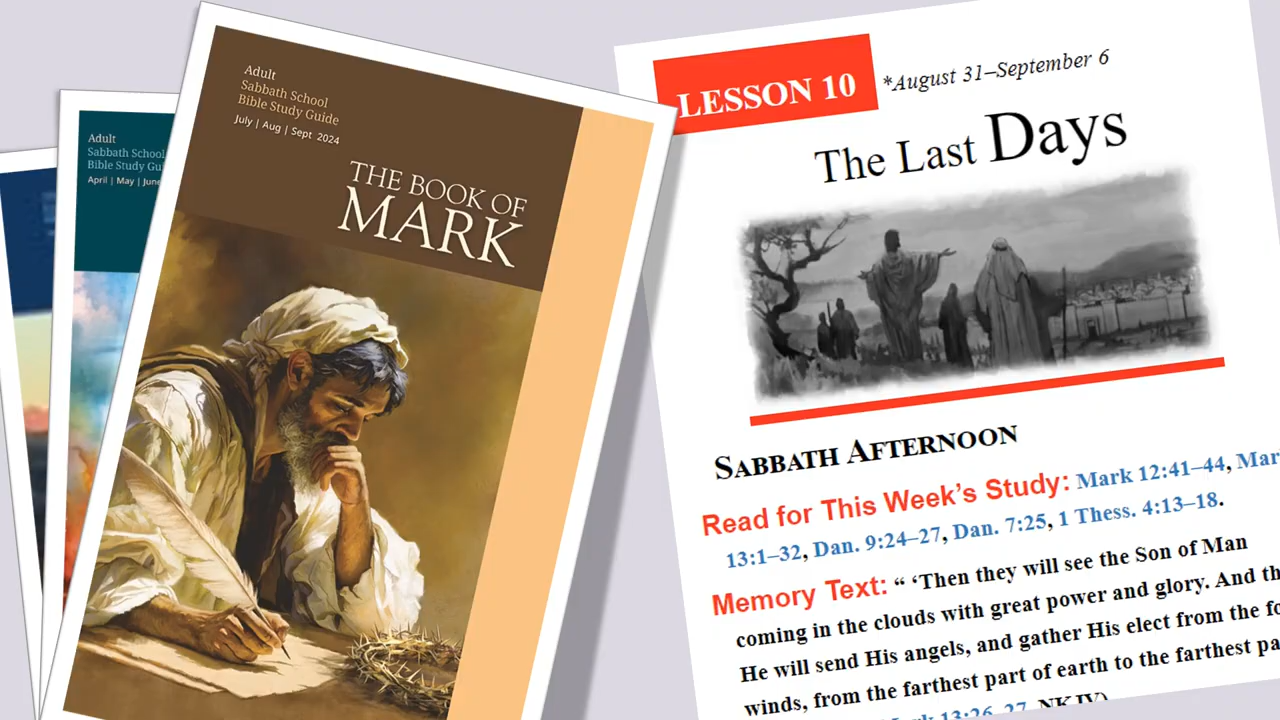 Adult
Sabbath School
Bible Study
April | May |
Adult
Sabbath School
Bible Study Guide
July | Aug | Sept 2024
THE BOOK OF
MARK
LESSON 10
*August 31–September 6
The Last Days
SABBATH AFTERNOON
Read for This Week’s Study: Mark 12:41–44,
13:1–32, Dan. 9:24–27, Dan. 7:25, 1 Thess. 4:13–18.
Memory Text: “ ‘Then they will see the Son of Man
coming in the clouds with great power and glory. And
He will send His angels, and gather His elect from the
winds, from the farthest part of earth to the farthest
13:26, 27, NKJV)